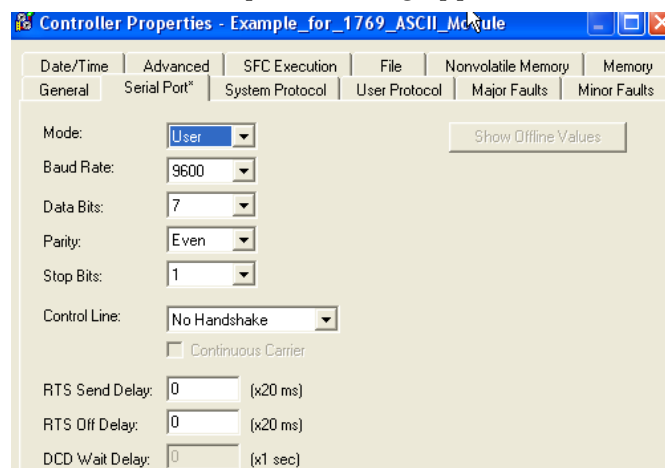 Controller Properties - Example_for_1769_ASCII_Module
Date/Time Advanced SFC Execution File Nonvolatile Memory Memory
General Serial Port* System Protocol User Protocol Major Faults Minor Faults
Mode: User Show Offline Values
Baud Rate: 9600
Data Bits: 7
Parity: Even
Stop Bits: 1
Control Line: No Handshake
Continuous Carrier
RTS Send Delay: 0 (x20 ms)
RTS Off Delay: 0 (x20 ms)
DCD Wait Delay: 0 (x1 sec)